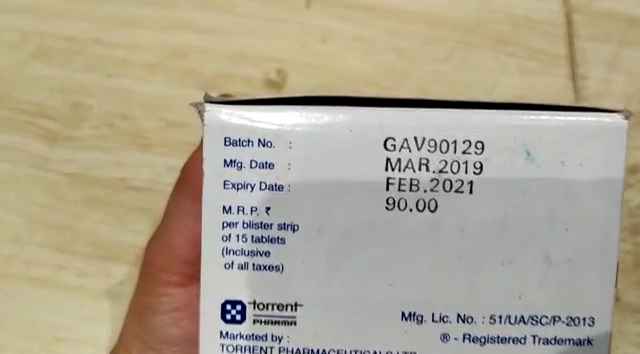 Batch No. : GAV90129
Mfg. Date : MAR.2019
Expiry Date : FEB.2021
M.R.P. ₹ 90.00
per blister strip
of 15 tablets
(Inclusive
of all taxes)
torrent
PHARMA
Mfg. Lic. No. : 51/UA/SC/P-2013
® - Registered Trademark
Marketed by :
TORRENT PHARMACEUTICALS LTD